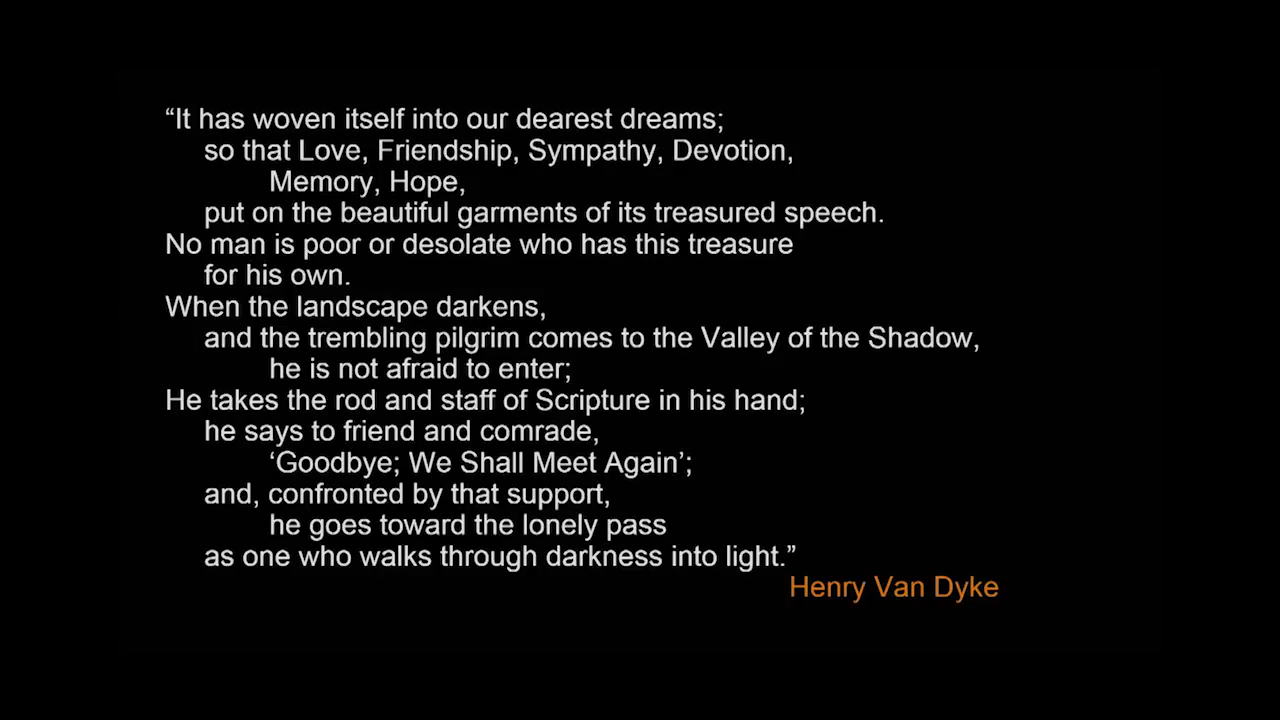 “It has woven itself into our dearest dreams;
so that Love, Friendship, Sympathy, Devotion,
Memory, Hope,
put on the beautiful garments of its treasured speech.
No man is poor or desolate who has this treasure
for his own.
When the landscape darkens,
and the trembling pilgrim comes to the Valley of the Shadow,
he is not afraid to enter;
He takes the rod and staff of Scripture in his hand;
he says to friend and comrade,
‘Goodbye; We Shall Meet Again’;
and, confronted by that support,
he goes toward the lonely pass
as one who walks through darkness into light.”
Henry Van Dyke